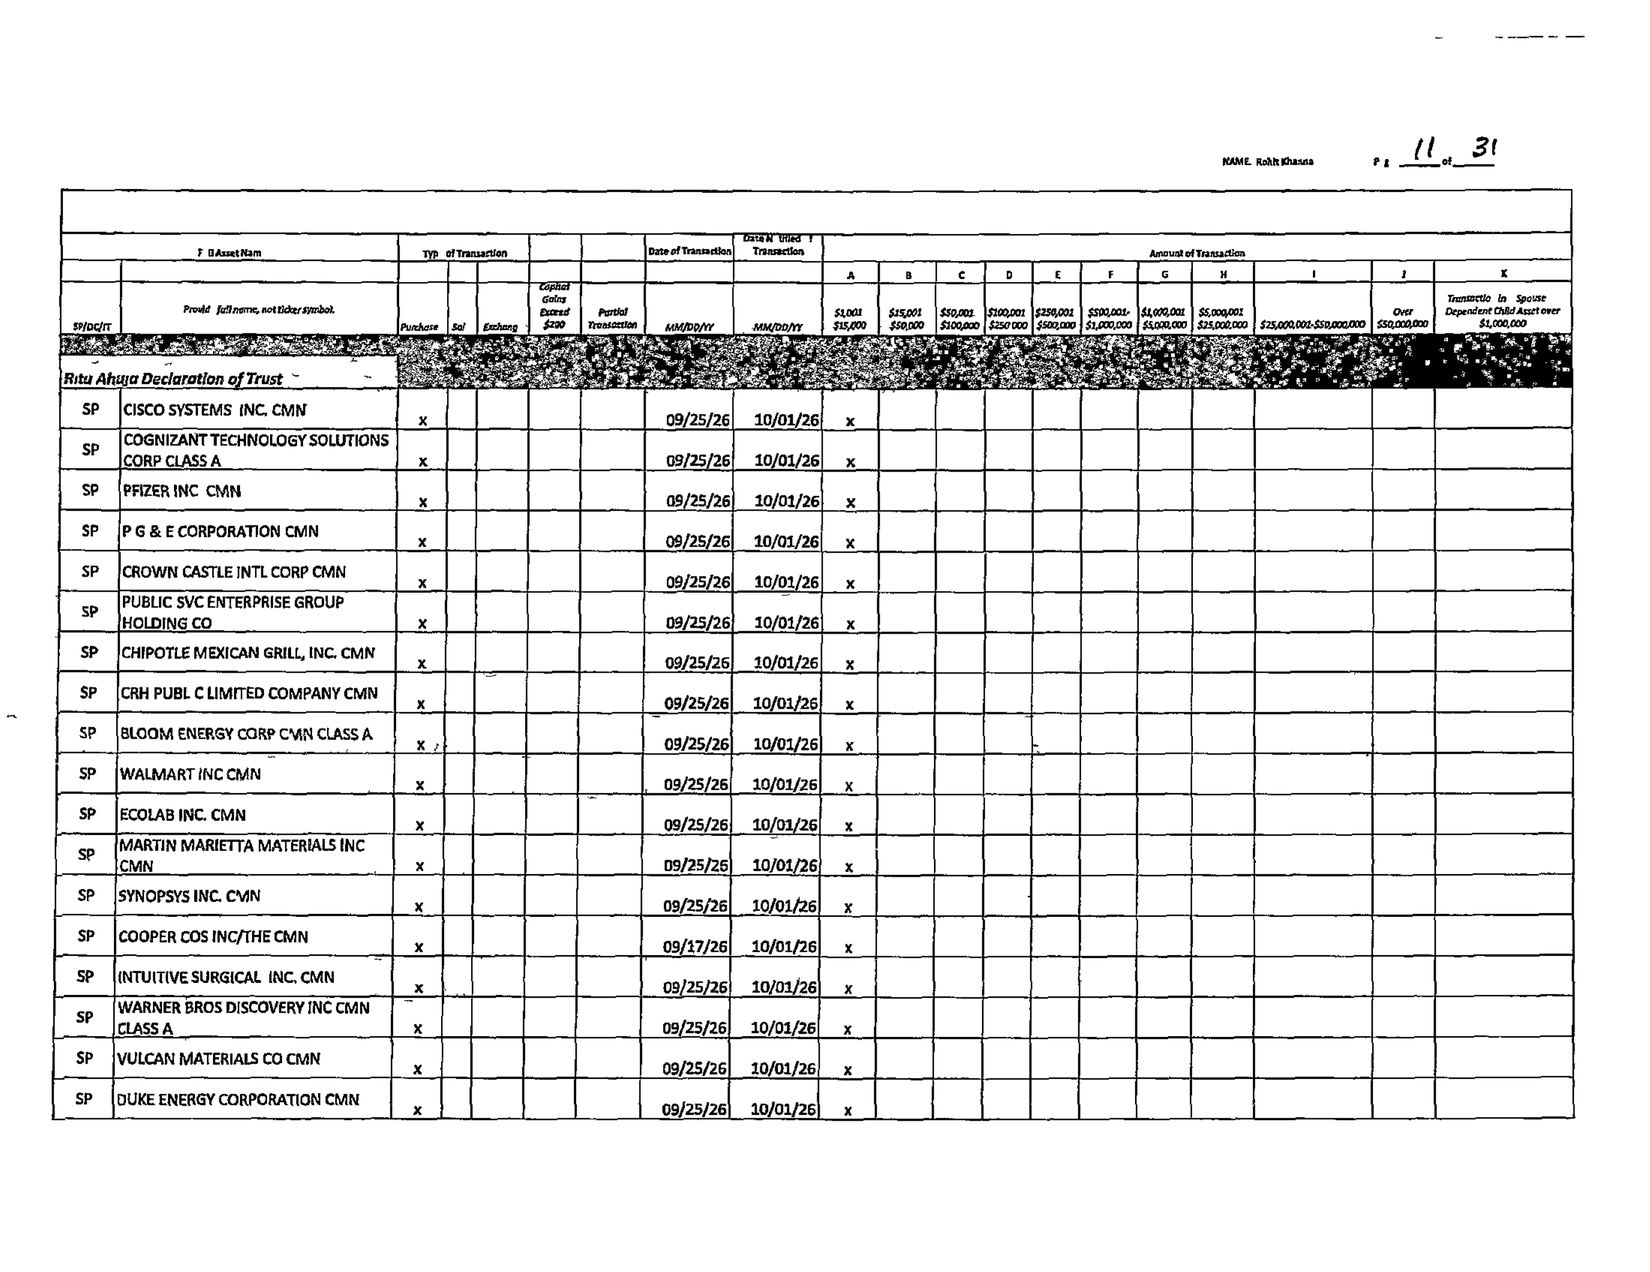 NAME. Rohit Khanna P g 11 of 31
Asset Nam Typ of Transaction Date of Transaction Transaction Amount of Transaction
A B C D E F G H I J K
SP/DC/JT Provid full name, not ticker symbol. Purchase Sal Exchang Capital Gains Exceed $200 Partial Transaction MM/DD/YY MM/DD/YY $1,001 $15,000 $15,001 $50,000 $50,001 $100,000 $100,001 $250 000 $250,001 $500,000 $500,001- $1,000,000 $1,000,001 $5,000,000 $5,000,001 $25,000,000 $25,000,001-$50,000,000 Over $50,000,000 Transactio in Spouse Dependent Child Asset over $1,000,000
Ritu Ahuja Declaration of Trust
SP CISCO SYSTEMS INC. CMN x 09/25/26 10/01/26 x
SP COGNIZANT TECHNOLOGY SOLUTIONS CORP CLASS A x 09/25/26 10/01/26 x
SP PFIZER INC CMN x 09/25/26 10/01/26 x
SP P G & E CORPORATION CMN x 09/25/26 10/01/26 x
SP CROWN CASTLE INTL CORP CMN x 09/25/26 10/01/26 x
SP PUBLIC SVC ENTERPRISE GROUP HOLDING CO x 09/25/26 10/01/26 x
SP CHIPOTLE MEXICAN GRILL, INC. CMN x 09/25/26 10/01/26 x
SP CRH PUBL C LIMITED COMPANY CMN x 09/25/26 10/01/26 x
SP BLOOM ENERGY CORP CMN CLASS A x 09/25/26 10/01/26 x
SP WALMART INC CMN x 09/25/26 10/01/26 x
SP ECOLAB INC. CMN x 09/25/26 10/01/26 x
SP MARTIN MARIETTA MATERIALS INC CMN x 09/25/26 10/01/26 x
SP SYNOPSYS INC. CMN x 09/25/26 10/01/26 x
SP COOPER COS INC/THE CMN x 09/17/26 10/01/26 x
SP INTUITIVE SURGICAL INC. CMN x 09/25/26 10/01/26 x
SP WARNER BROS DISCOVERY INC CMN CLASS A x 09/25/26 10/01/26 x
SP VULCAN MATERIALS CO CMN x 09/25/26 10/01/26 x
SP DUKE ENERGY CORPORATION CMN x 09/25/26 10/01/26 x